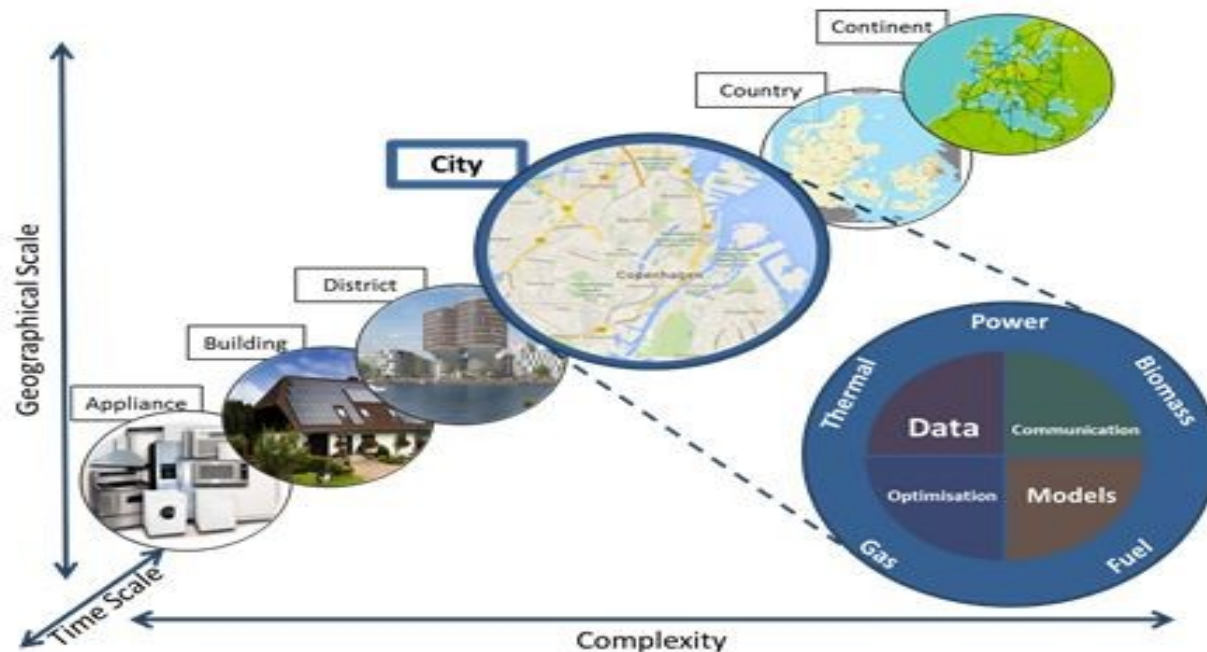 Continent
Country
City
District
Building
Appliance
Geographical Scale
Time Scale
Complexity
Copenhagen
Power
Thermal
Biomass
Data
Communication
Optimisation
Models
Gas
Fuel